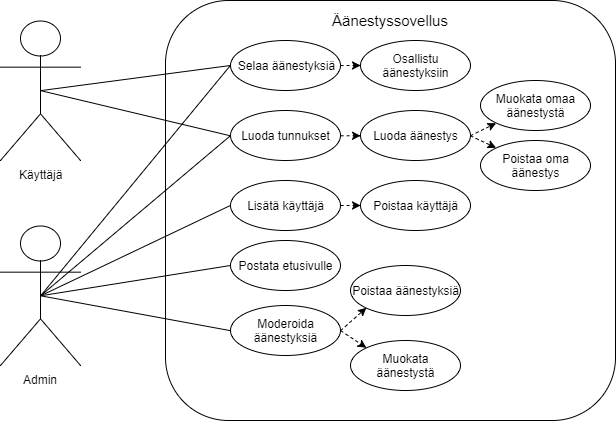 Äänestyssovellus
Selaa äänestyksiä
Osallistu
äänestyksiin
Muokata omaa
äänestystä
Luoda tunnukset
Luoda äänestys
Poistaa oma
äänestys
Käyttäjä
Lisätä käyttäjä
Poistaa käyttäjä
Postata etusivulle
Poistaa äänestyksiä
Moderoida
äänestyksiä
Muokata
äänestystä
Admin